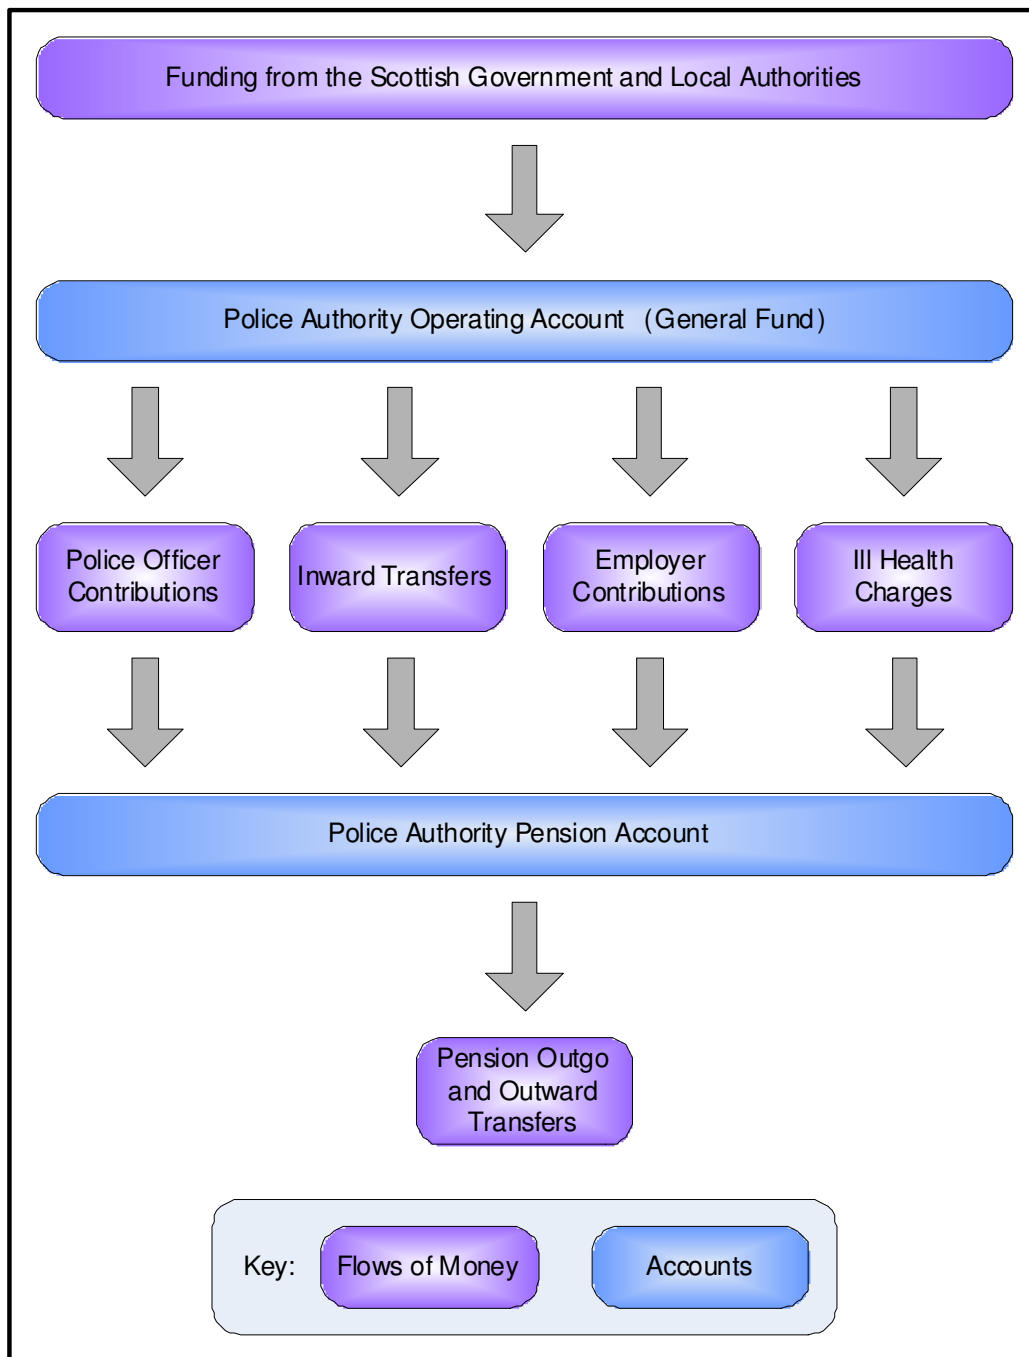 Funding from the Scottish Government and Local Authorities
Police Authority Operating Account (General Fund)
Police Officer
Contributions
Inward Transfers
Employer
Contributions
Ill Health
Charges
Police Authority Pension Account
Pension Outgo
and Outward
Transfers
Key:
Flows of Money
Accounts